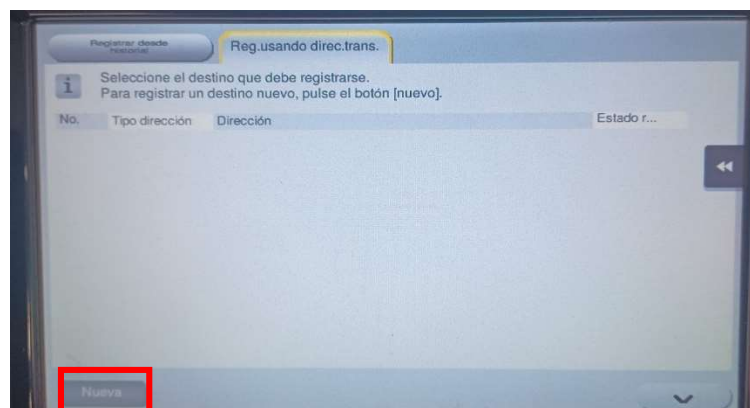 Registrar desde
historial
Reg.usando direc.trans.
i
Seleccione el destino que debe registrarse.
Para registrar un destino nuevo, pulse el botón [nuevo].
No. Tipo dirección Dirección Estado r...
Nueva